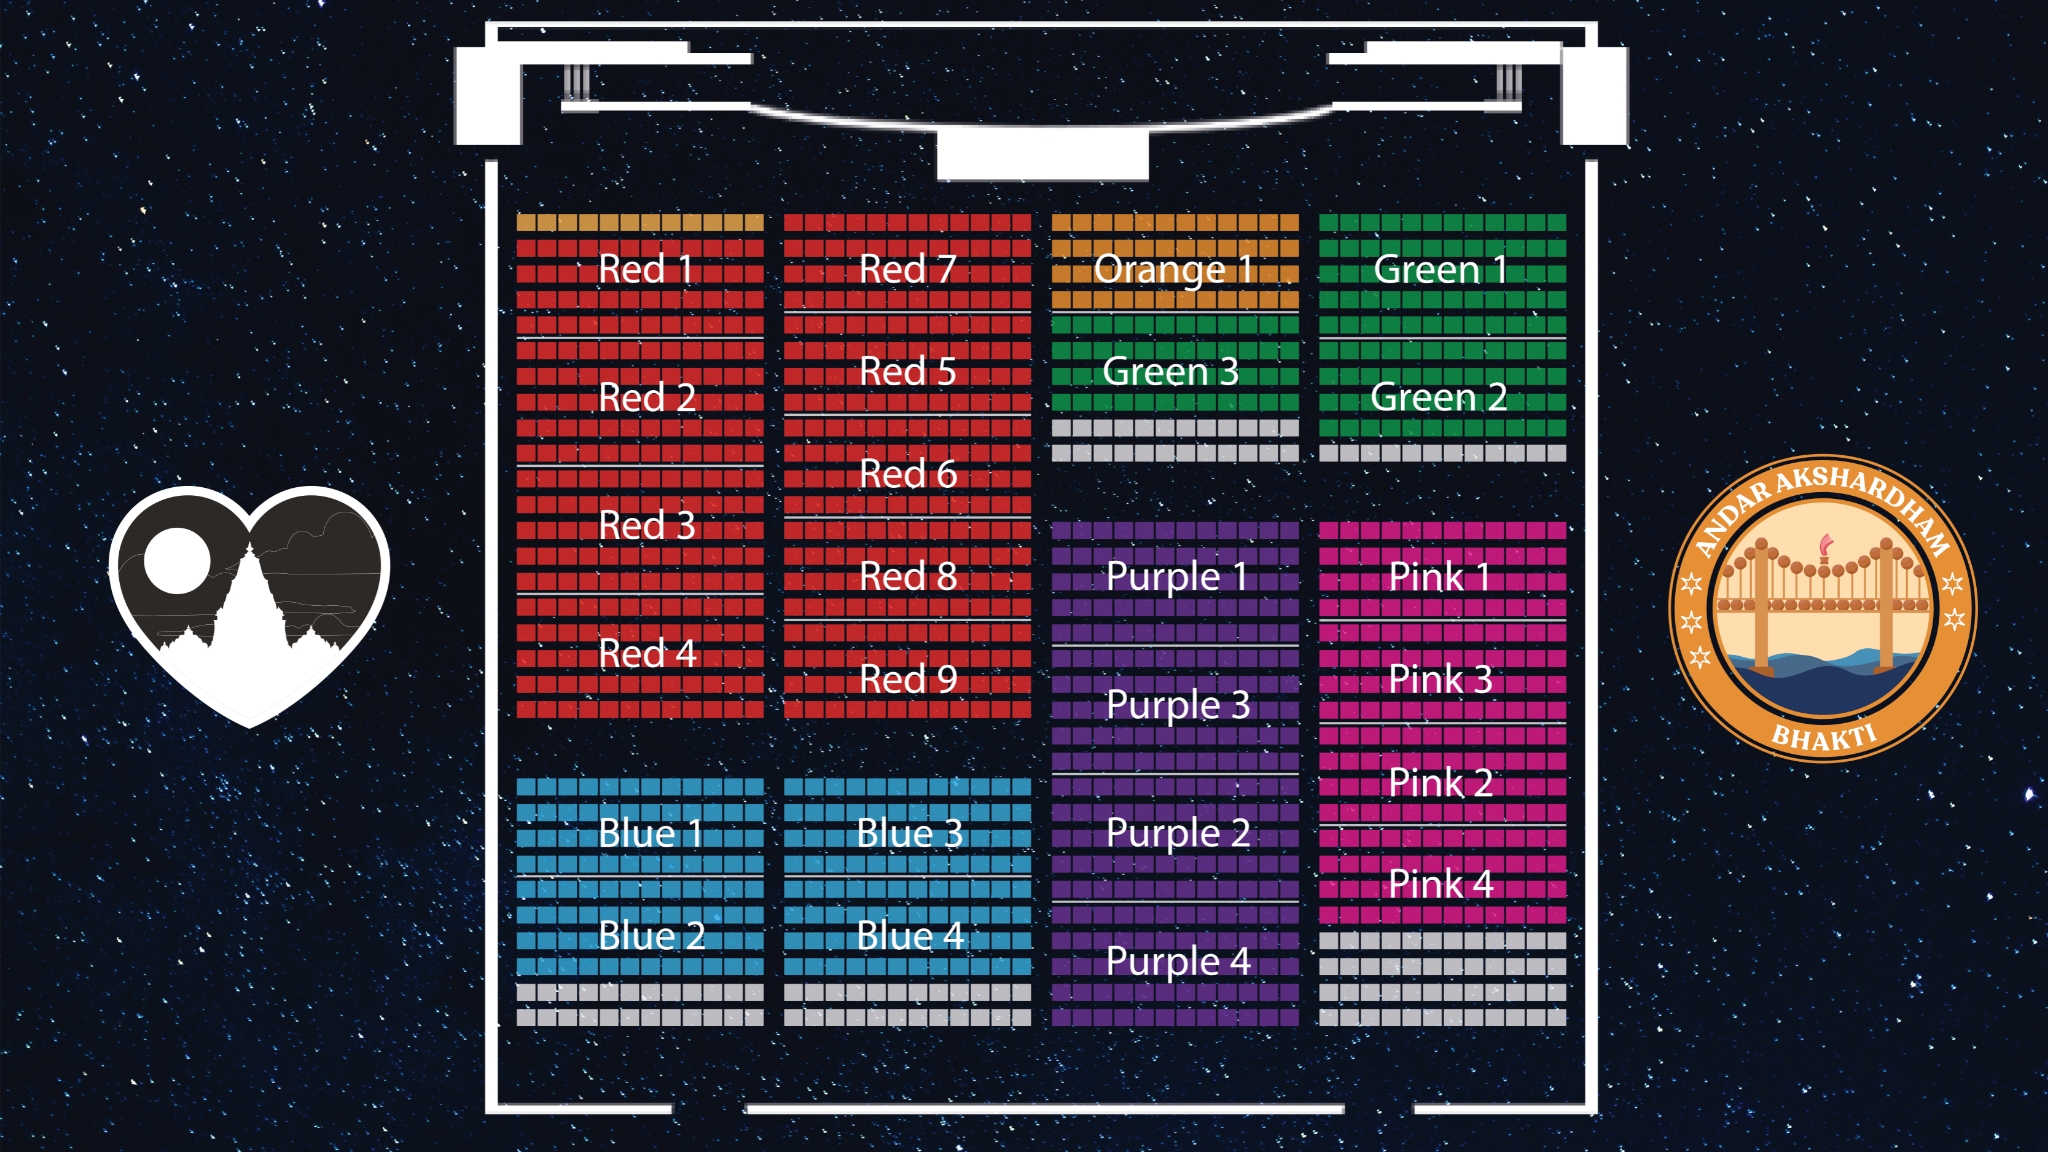 Red 1
Red 7
Orange 1
Green 1
Red 5
Green 3
Red 2
Green 2
Red 6
Red 3
Red 8
Purple 1
Pink 1
Red 4
Red 9
Purple 3
Pink 3
Pink 2
Blue 1
Blue 3
Purple 2
Pink 4
Blue 2
Blue 4
Purple 4
ANDAR AKSHARDHAM
BHAKTI